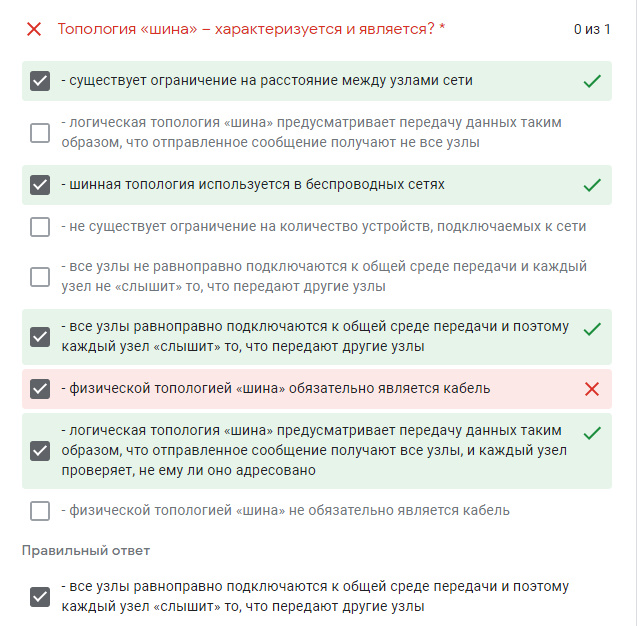 Топология «шина» – характеризуется и является? *
0 из 1
- существует ограничение на расстояние между узлами сети
- логическая топология «шина» предусматривает передачу данных таким
образом, что отправленное сообщение получают не все узлы
- шинная топология используется в беспроводных сетях
- не существует ограничение на количество устройств, подключаемых к сети
- все узлы не равноправно подключаются к общей среде передачи и каждый
узел не «слышит» то, что передают другие узлы
- все узлы равноправно подключаются к общей среде передачи и поэтому
каждый узел «слышит» то, что передают другие узлы
- физической топологией «шина» обязательно является кабель
- логическая топология «шина» предусматривает передачу данных таким
образом, что отправленное сообщение получают все узлы, и каждый узел
проверяет, не ему ли оно адресовано
- физической топологией «шина» не обязательно является кабель
Правильный ответ
- все узлы равноправно подключаются к общей среде передачи и поэтому
каждый узел «слышит» то, что передают другие узлы